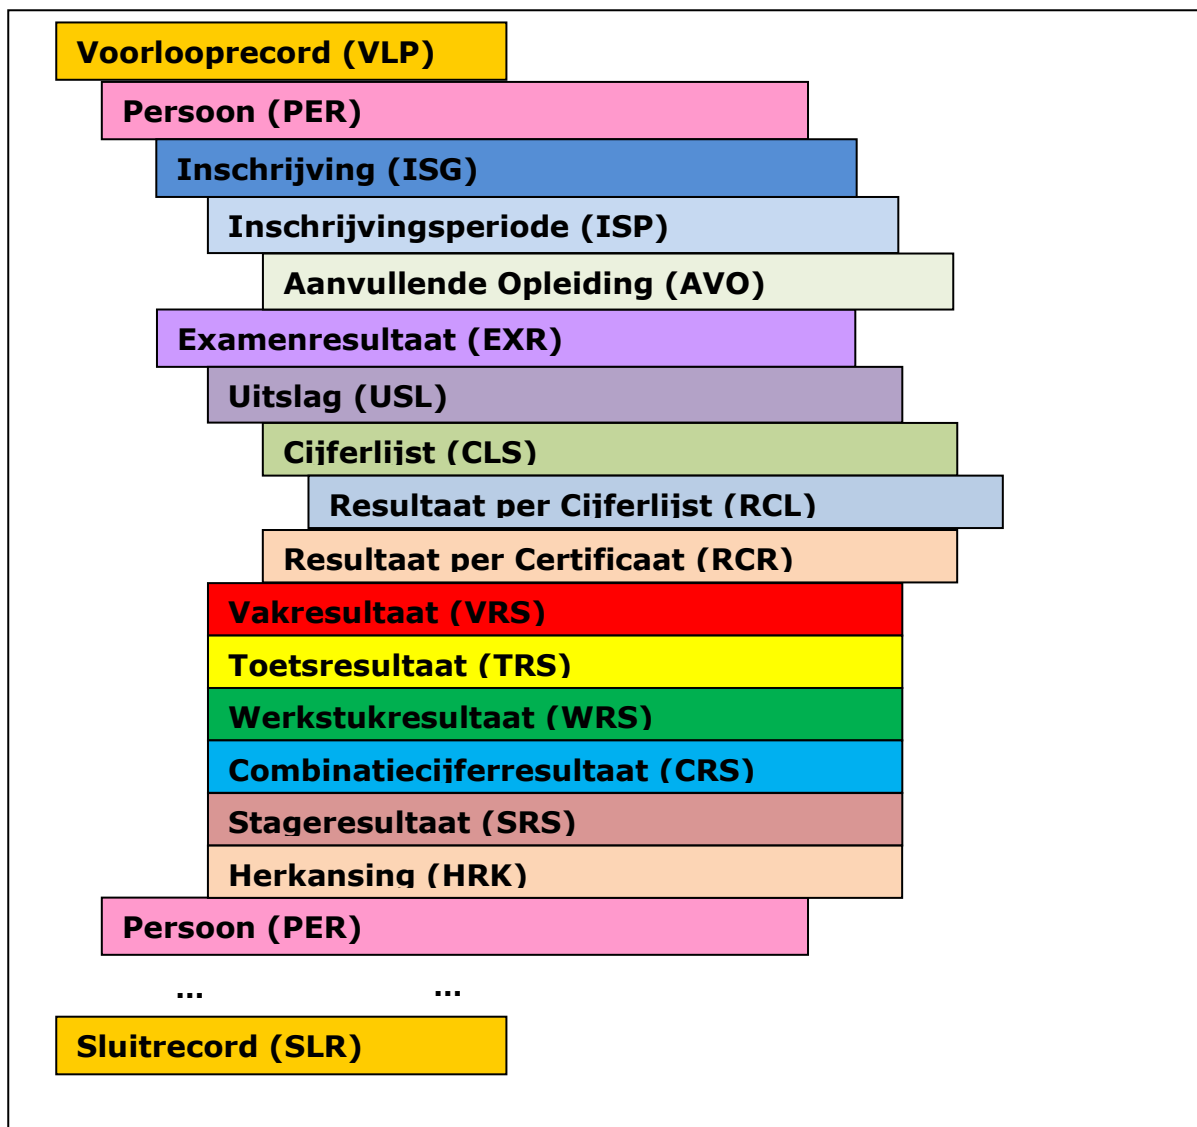 Voorlooprecord (VLP)
Persoon (PER)
Inschrijving (ISG)
Inschrijvingsperiode (ISP)
Aanvullende Opleiding (AVO)
Examenresultaat (EXR)
Uitslag (USL)
Cijferlijst (CLS)
Resultaat per Cijferlijst (RCL)
Resultaat per Certificaat (RCR)
Vakresultaat (VRS)
Toetsresultaat (TRS)
Werkstukresultaat (WRS)
Combinatiecijferresultaat (CRS)
Stageresultaat (SRS)
Herkansing (HRK)
Persoon (PER)
... ...
Sluitrecord (SLR)